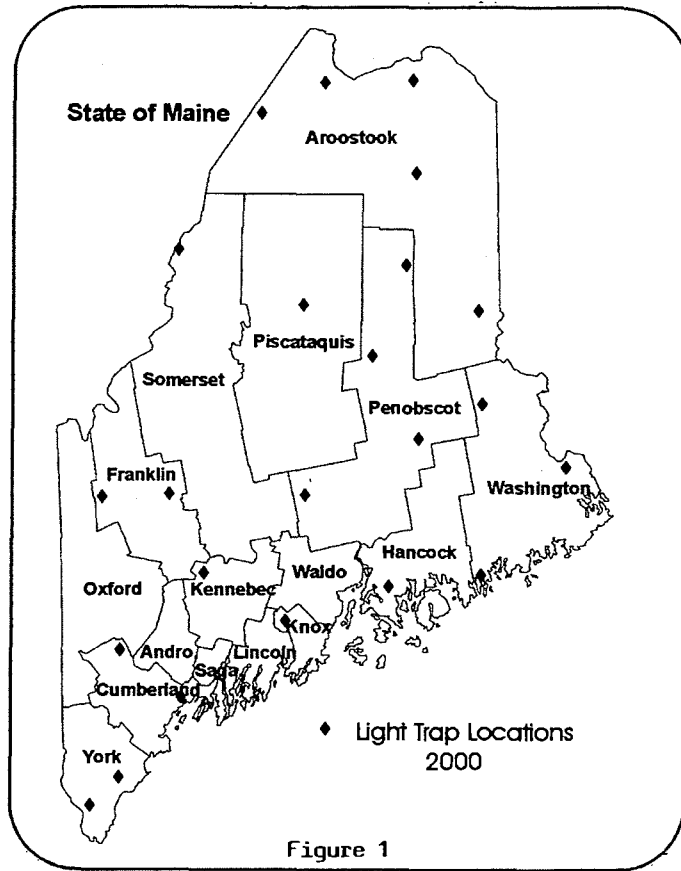 State of Maine
Aroostook
Piscataquis
Somerset
Penobscot
Franklin
Washington
Hancock
Oxford
Kennebec
Waldo
Knox
Andro
Lincoln
Saga
Cumberland
York
Light Trap Locations
2000
Figure 1